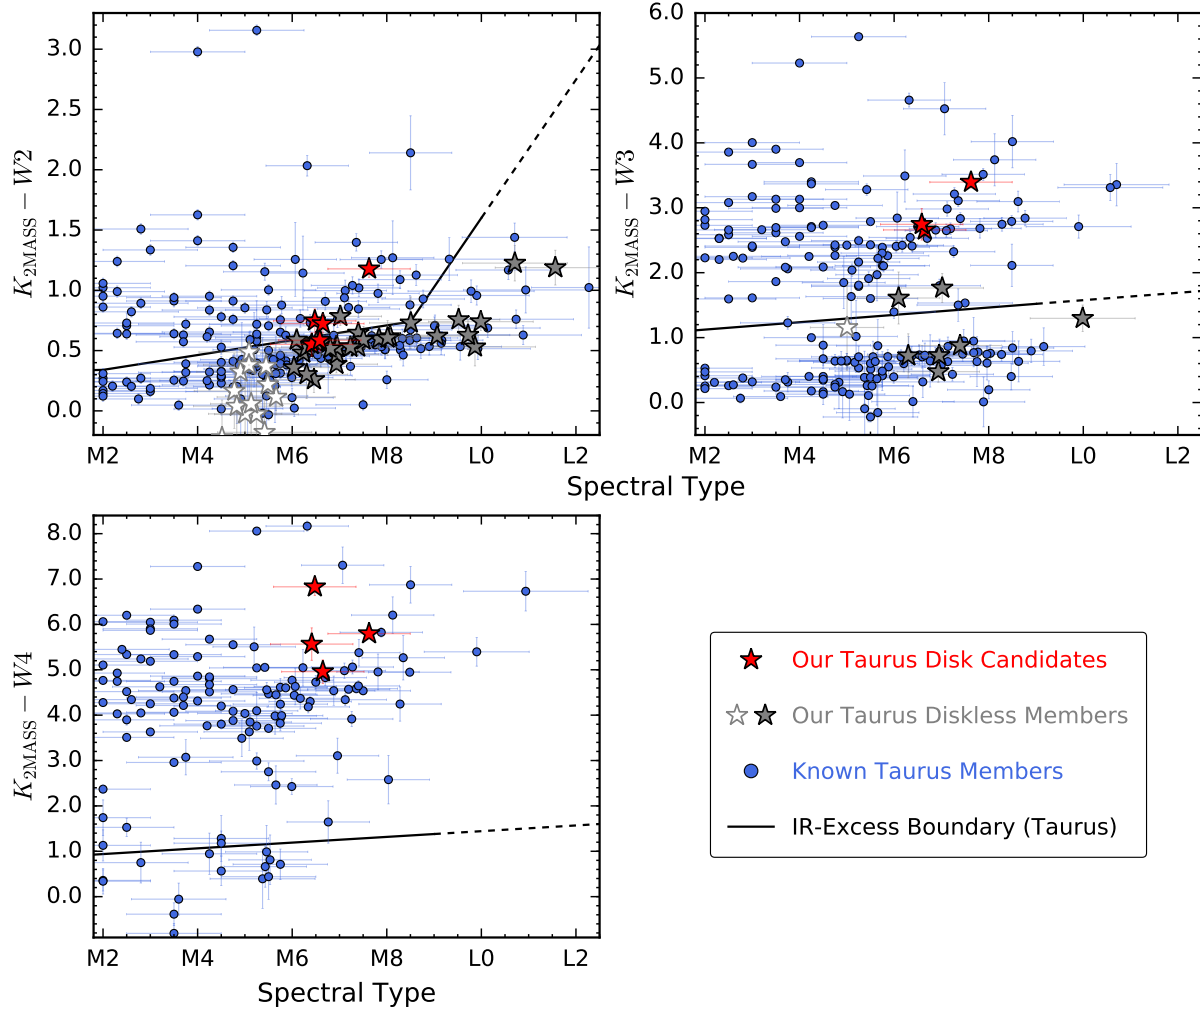 3.0
2.5
2.0
1.5
1.0
0.5
0.0
K2MASS − W2
M2 M4 M6 M8 L0 L2
6.0
5.0
4.0
3.0
2.0
1.0
0.0
K2MASS − W3
M2 M4 M6 M8 L0 L2
Spectral Type
8.0
7.0
6.0
5.0
4.0
3.0
2.0
1.0
0.0
K2MASS − W4
M2 M4 M6 M8 L0 L2
Spectral Type
Our Taurus Disk Candidates
Our Taurus Diskless Members
Known Taurus Members
IR-Excess Boundary (Taurus)